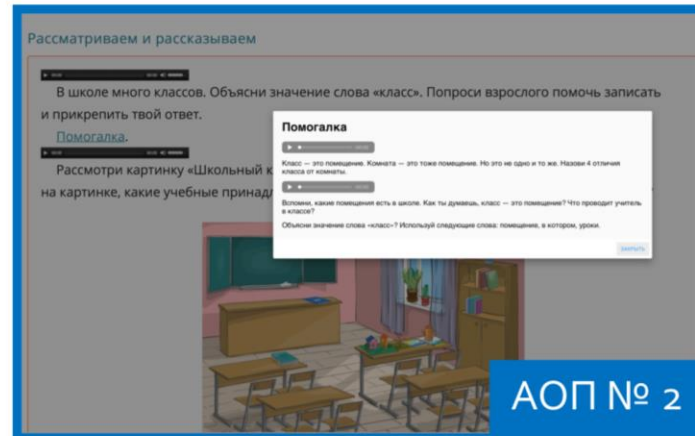 Рассматриваем и рассказываем
В школе много классов. Объясни значение слова «класс». Попроси взрослого помочь записать
и прикрепить твой ответ.
Помогалка.
Рассмотри картинку «Школьный к
на картинке, какие учебные принадл
Помогалка
Класс — это помещение. Комната — это тоже помещение. Но это не одно и то же. Назови 4 отличия
класса от комнаты.
Вспомни, какие помещения есть в школе. Как ты думаешь, класс — это помещение? Что проводит учитель
в классе?
Объясни значение слова «класс»? Используй следующие слова: помещение, в котором, уроки.
ЗАКРЫТЬ
АОП № 2